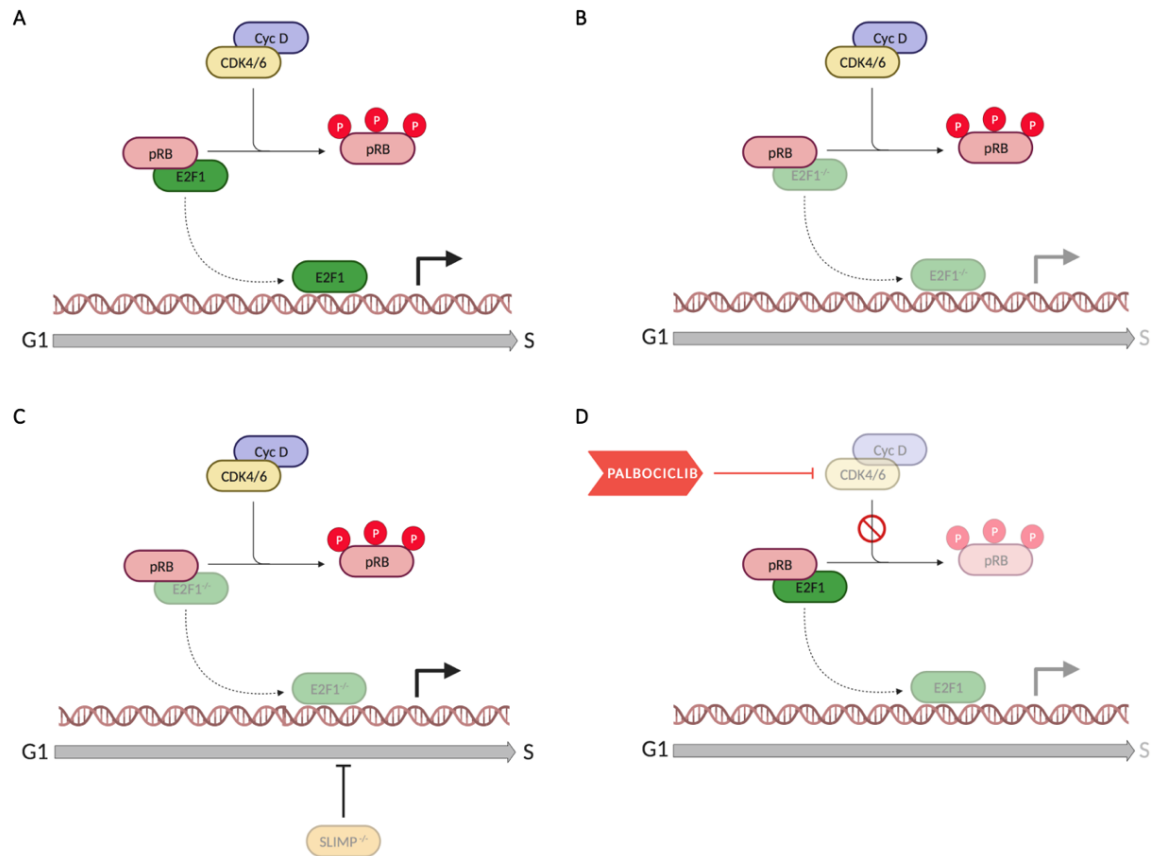 A
Cyc D
CDK4/6
P P P
pRB pRB
E2F1
E2F1
G1 S
B
Cyc D
CDK4/6
P P P
pRB pRB
E2F1-/-
E2F1-/-
G1 S
C
Cyc D
CDK4/6
P P P
pRB pRB
E2F1-/-
E2F1-/-
G1 S
SLIMP-/-
D
PALBOCICLIB
Cyc D
CDK4/6
P P P
pRB pRB
E2F1
E2F1
G1 S